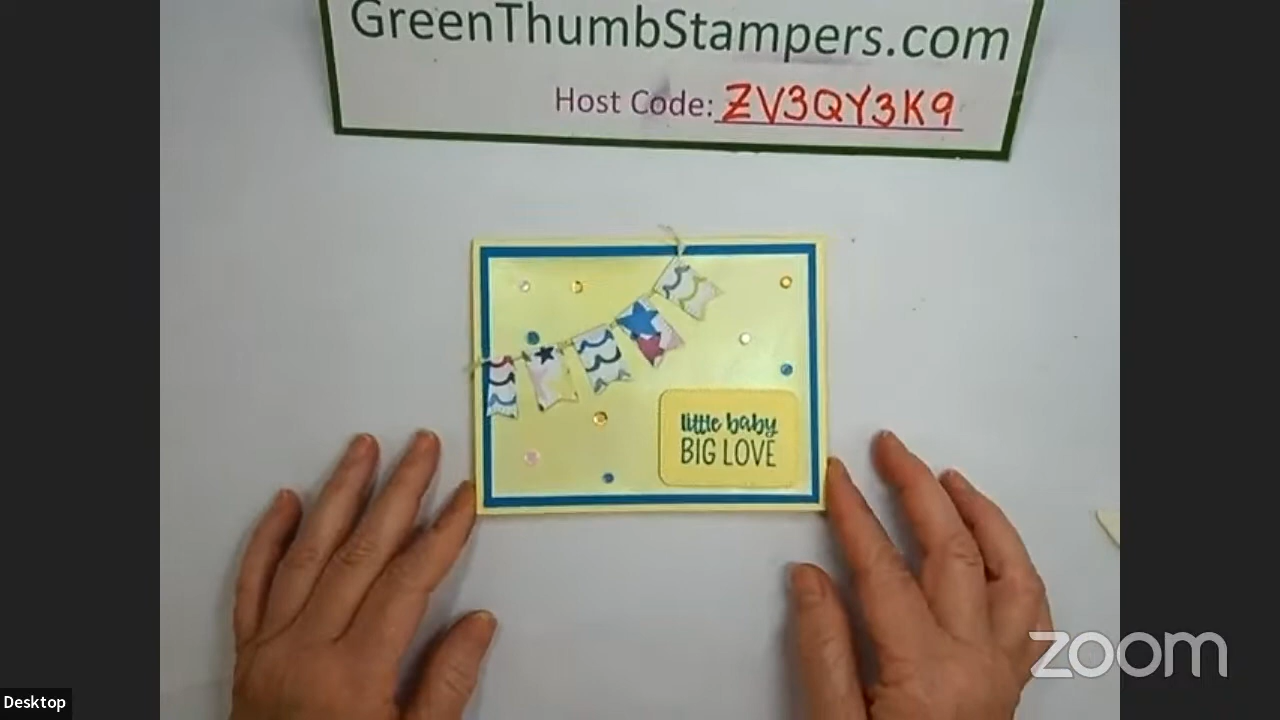 GreenThumbStampers.com
Host Code: ZV3QY3K9
little baby
BIG LOVE
zoom
Desktop